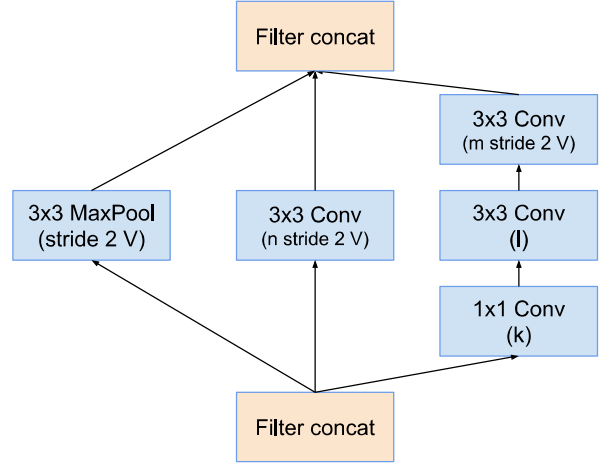 Filter concat
3x3 Conv
(m stride 2 V)
3x3 MaxPool
(stride 2 V)
3x3 Conv
(n stride 2 V)
3x3 Conv
(l)
1x1 Conv
(k)
Filter concat